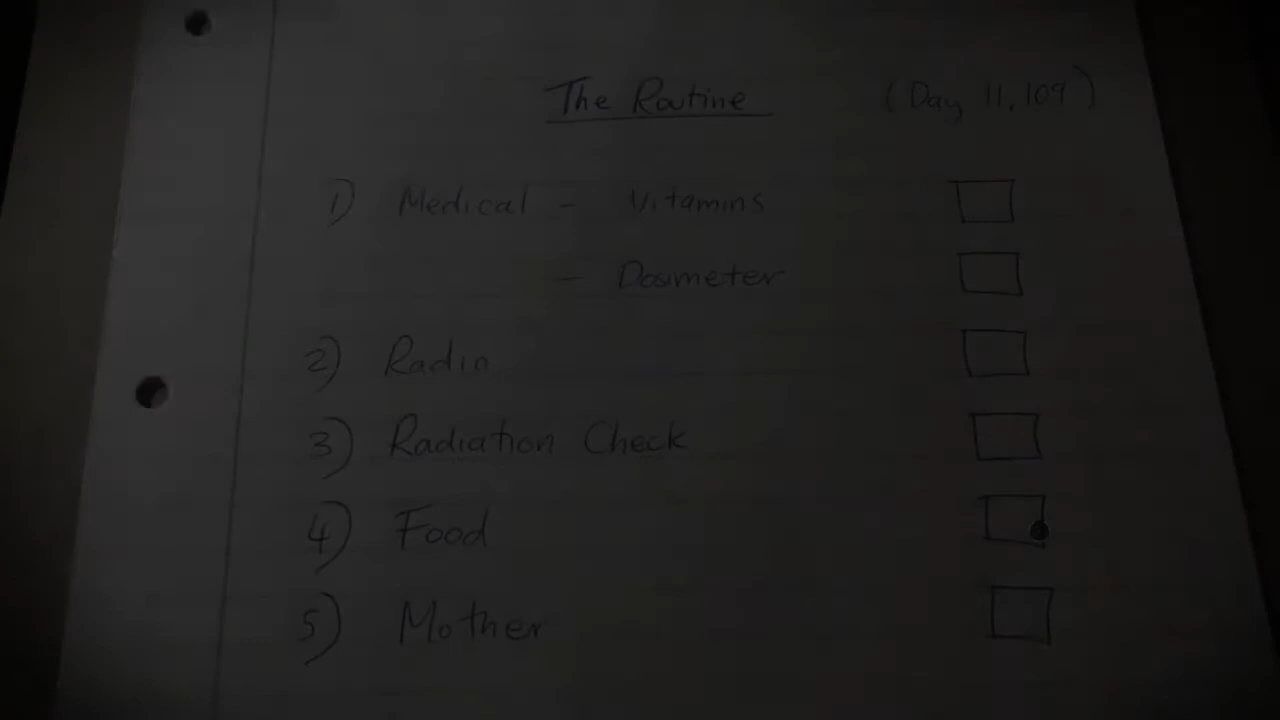 The Routine (Day 11,109)
1) Medical - Vitamins
- Dosimeter
2) Radio
3) Radiation Check
4) Food
5) Mother